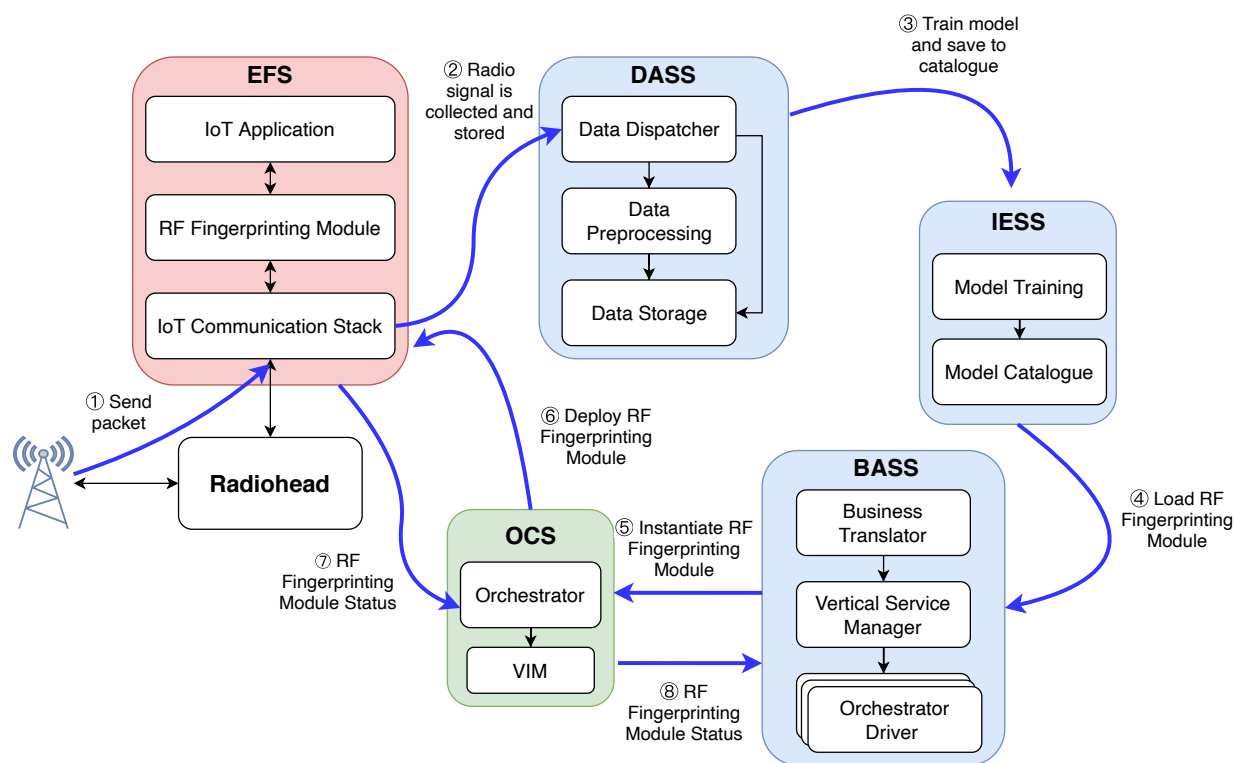 EFS
IoT Application
RF Fingerprinting Module
IoT Communication Stack
① Send
packet
Radiohead
② Radio
signal is
collected and
stored
DASS
Data Dispatcher
Data
Preprocessing
Data Storage
③ Train model
and save to
catalogue
IESS
Model Training
Model Catalogue
④ Load RF
Fingerprinting
Module
BASS
Business
Translator
Vertical Service
Manager
Orchestrator
Driver
⑤ Instantiate RF
Fingerprinting
Module
OCS
Orchestrator
VIM
⑥ Deploy RF
Fingerprinting
Module
⑦ RF
Fingerprinting
Module Status
⑧ RF
Fingerprinting
Module Status